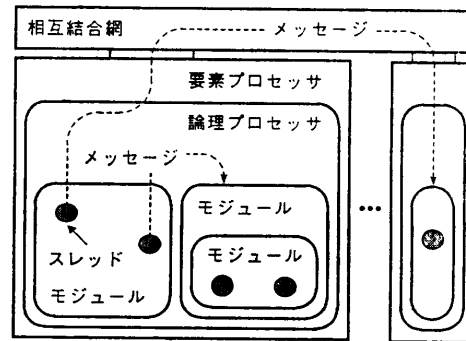 相互結合網
メッセージ
要素プロセッサ
論理プロセッサ
メッセージ
モジュール
スレッド
モジュール
モジュール
•••